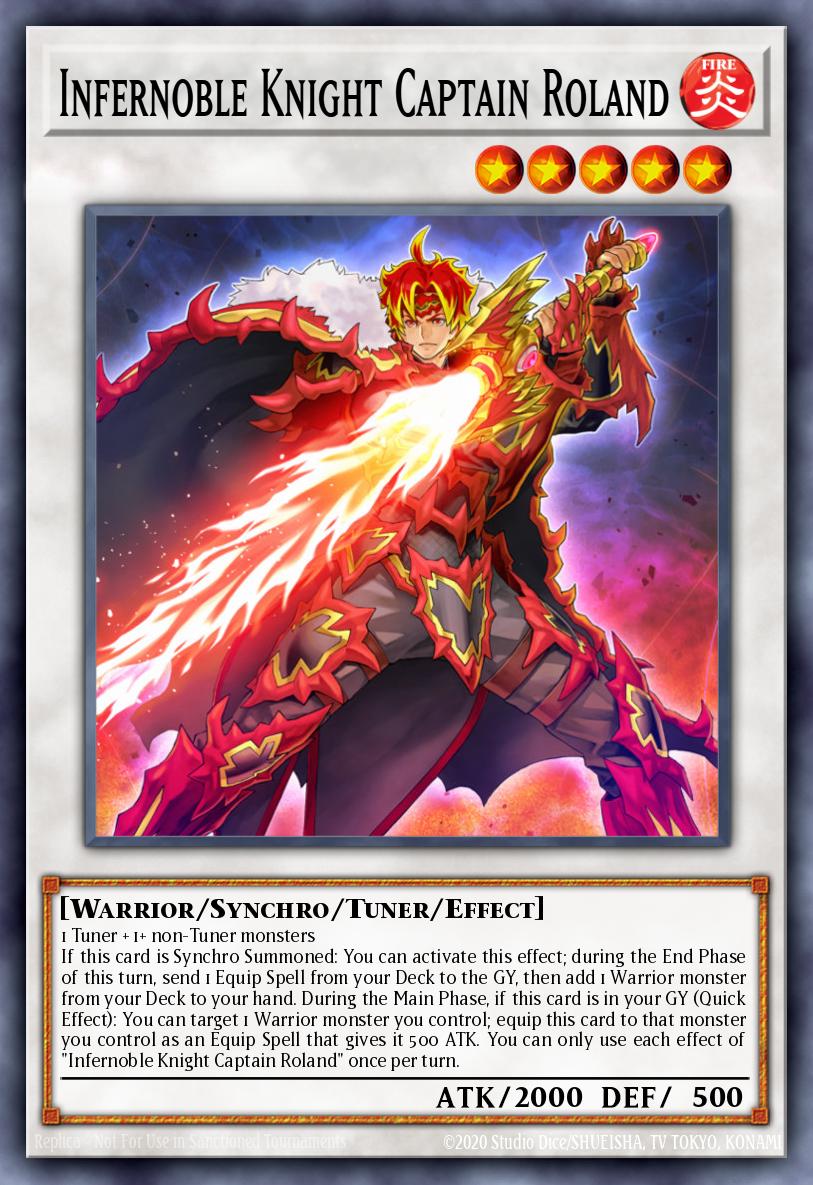 Infernoble Knight Captain Roland
FIRE
炎
[Warrior/Synchro/Tuner/Effect]
1 Tuner + 1+ non-Tuner monsters
If this card is Synchro Summoned: You can activate this effect; during the End Phase
of this turn, send 1 Equip Spell from your Deck to the GY, then add 1 Warrior monster
from your Deck to your hand. During the Main Phase, if this card is in your GY (Quick
Effect): You can target 1 Warrior monster you control; equip this card to that monster
you control as an Equip Spell that gives it 500 ATK. You can only use each effect of
"Infernoble Knight Captain Roland" once per turn.
ATK/2000 DEF/ 500
Replica - Not For Use in Sanctioned Tournaments
©2020 Studio Dice/SHUEISHA, TV TOKYO, KONAMI